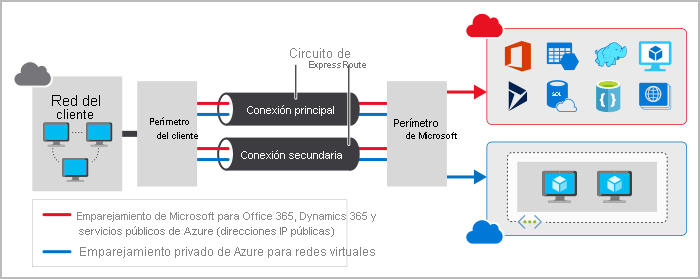 Circuito de
ExpressRoute
Red del
cliente
Perímetro
del cliente
Conexión principal
Conexión secundaria
Perímetro
de Microsoft
SQL
Emparejamiento de Microsoft para Office 365, Dynamics 365 y
servicios públicos de Azure (direcciones IP públicas)
Emparejamiento privado de Azure para redes virtuales